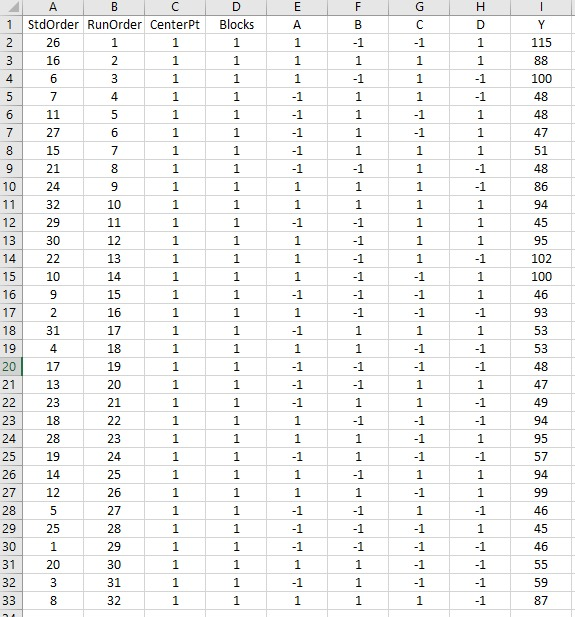 A B C D E F G H I
1 StdOrder RunOrder CenterPt Blocks A B C D Y
2 26 1 1 1 1 -1 -1 1 115
3 16 2 1 1 1 1 1 1 88
4 6 3 1 1 1 -1 1 -1 100
5 7 4 1 1 -1 1 1 -1 48
6 11 5 1 1 -1 1 -1 1 48
7 27 6 1 1 -1 1 -1 1 47
8 15 7 1 1 -1 1 1 1 51
9 21 8 1 1 -1 -1 1 -1 48
10 24 9 1 1 1 1 1 -1 86
11 32 10 1 1 1 1 1 1 94
12 29 11 1 1 -1 -1 1 1 45
13 30 12 1 1 1 -1 1 1 95
14 22 13 1 1 1 -1 1 -1 102
15 10 14 1 1 1 -1 -1 1 100
16 9 15 1 1 -1 -1 -1 1 46
17 2 16 1 1 1 -1 -1 -1 93
18 31 17 1 1 -1 1 1 1 53
19 4 18 1 1 1 1 -1 -1 53
20 17 19 1 1 -1 -1 -1 -1 48
21 13 20 1 1 -1 -1 1 1 47
22 23 21 1 1 -1 1 1 -1 49
23 18 22 1 1 1 -1 -1 -1 94
24 28 23 1 1 1 1 -1 1 95
25 19 24 1 1 -1 1 -1 -1 57
26 14 25 1 1 1 -1 1 1 94
27 12 26 1 1 1 1 -1 1 99
28 5 27 1 1 -1 -1 1 -1 46
29 25 28 1 1 -1 -1 -1 1 45
30 1 29 1 1 -1 -1 -1 -1 46
31 20 30 1 1 1 1 -1 -1 55
32 3 31 1 1 -1 1 -1 -1 59
33 8 32 1 1 1 1 1 -1 87